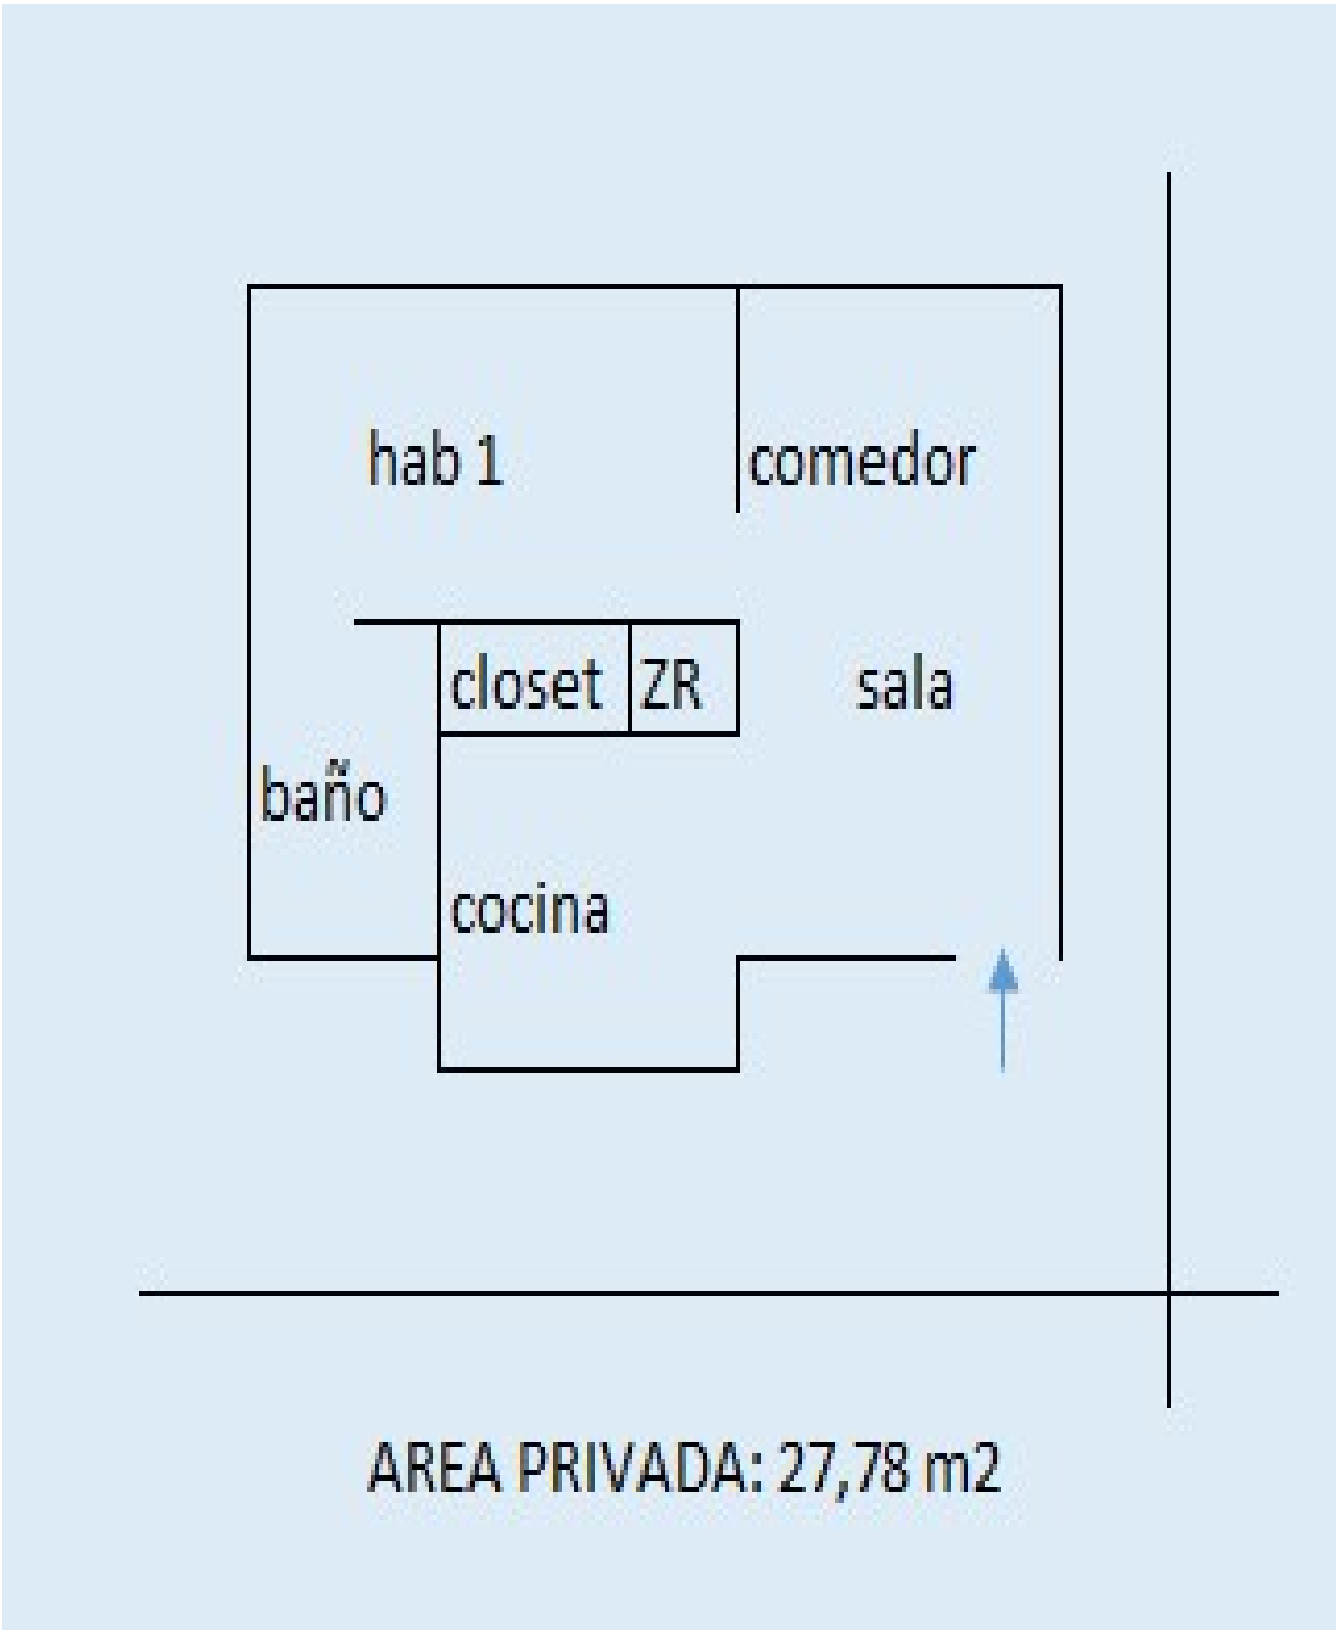 hab 1
comedor
closet
ZR
sala
baño
cocina
AREA PRIVADA: 27,78 m2